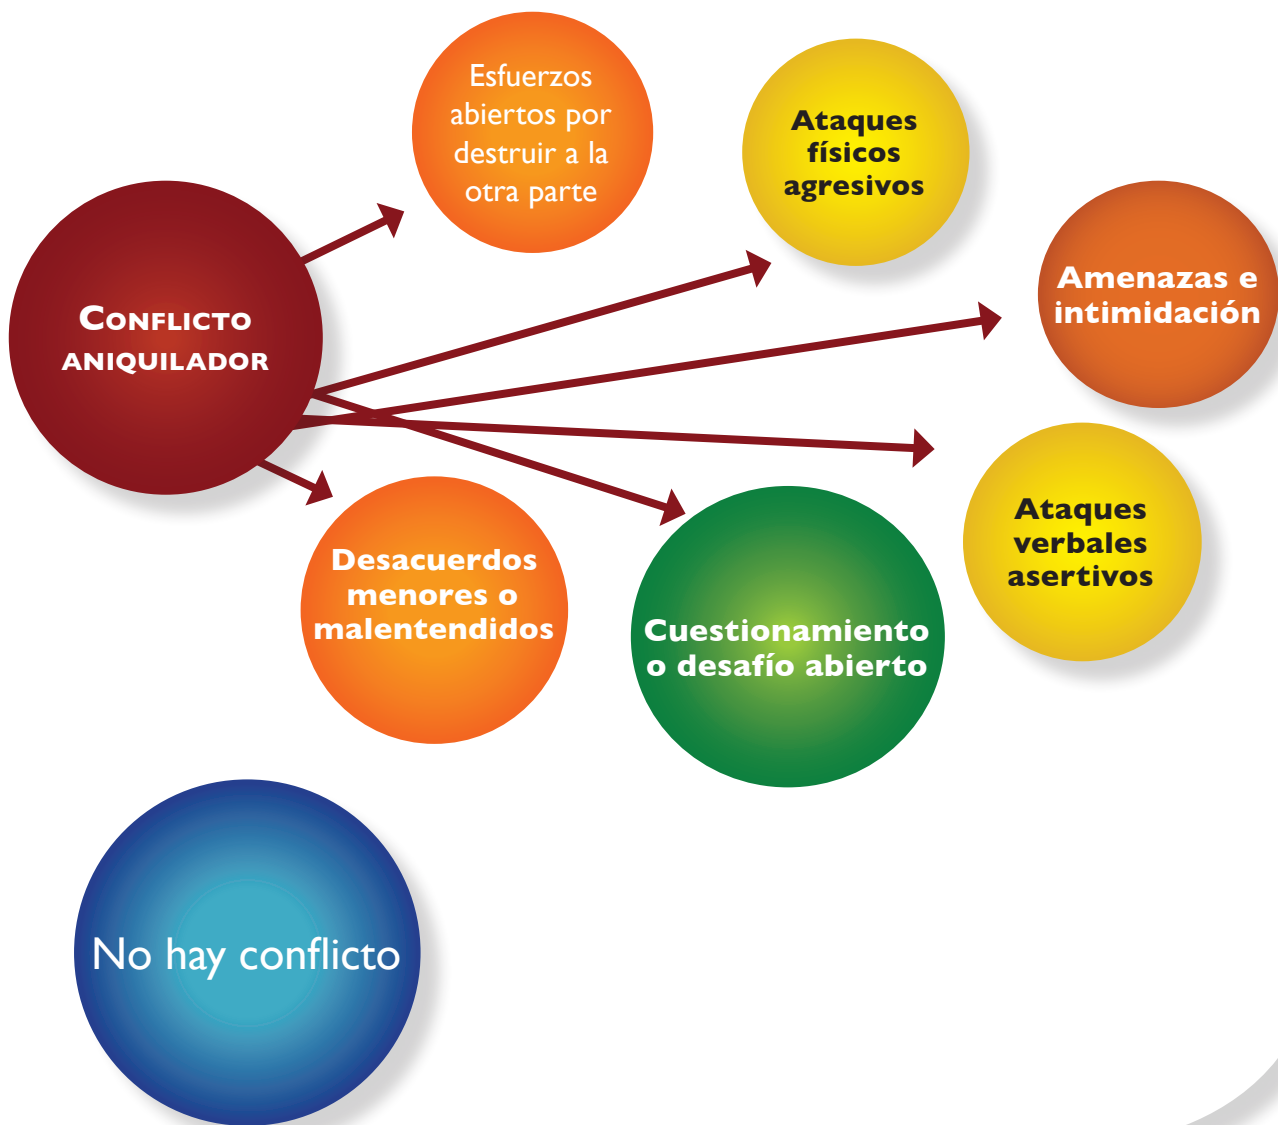 Esfuerzos
abiertos por
destruir a la
otra parte
Ataques
físicos
agresivos
Amenazas e
intimidación
CONFLICTO
ANIQUILADOR
Ataques
verbales
asertivos
Desacuerdos
menores o
malentendidos
Cuestionamiento
o desafío abierto
No hay conflicto